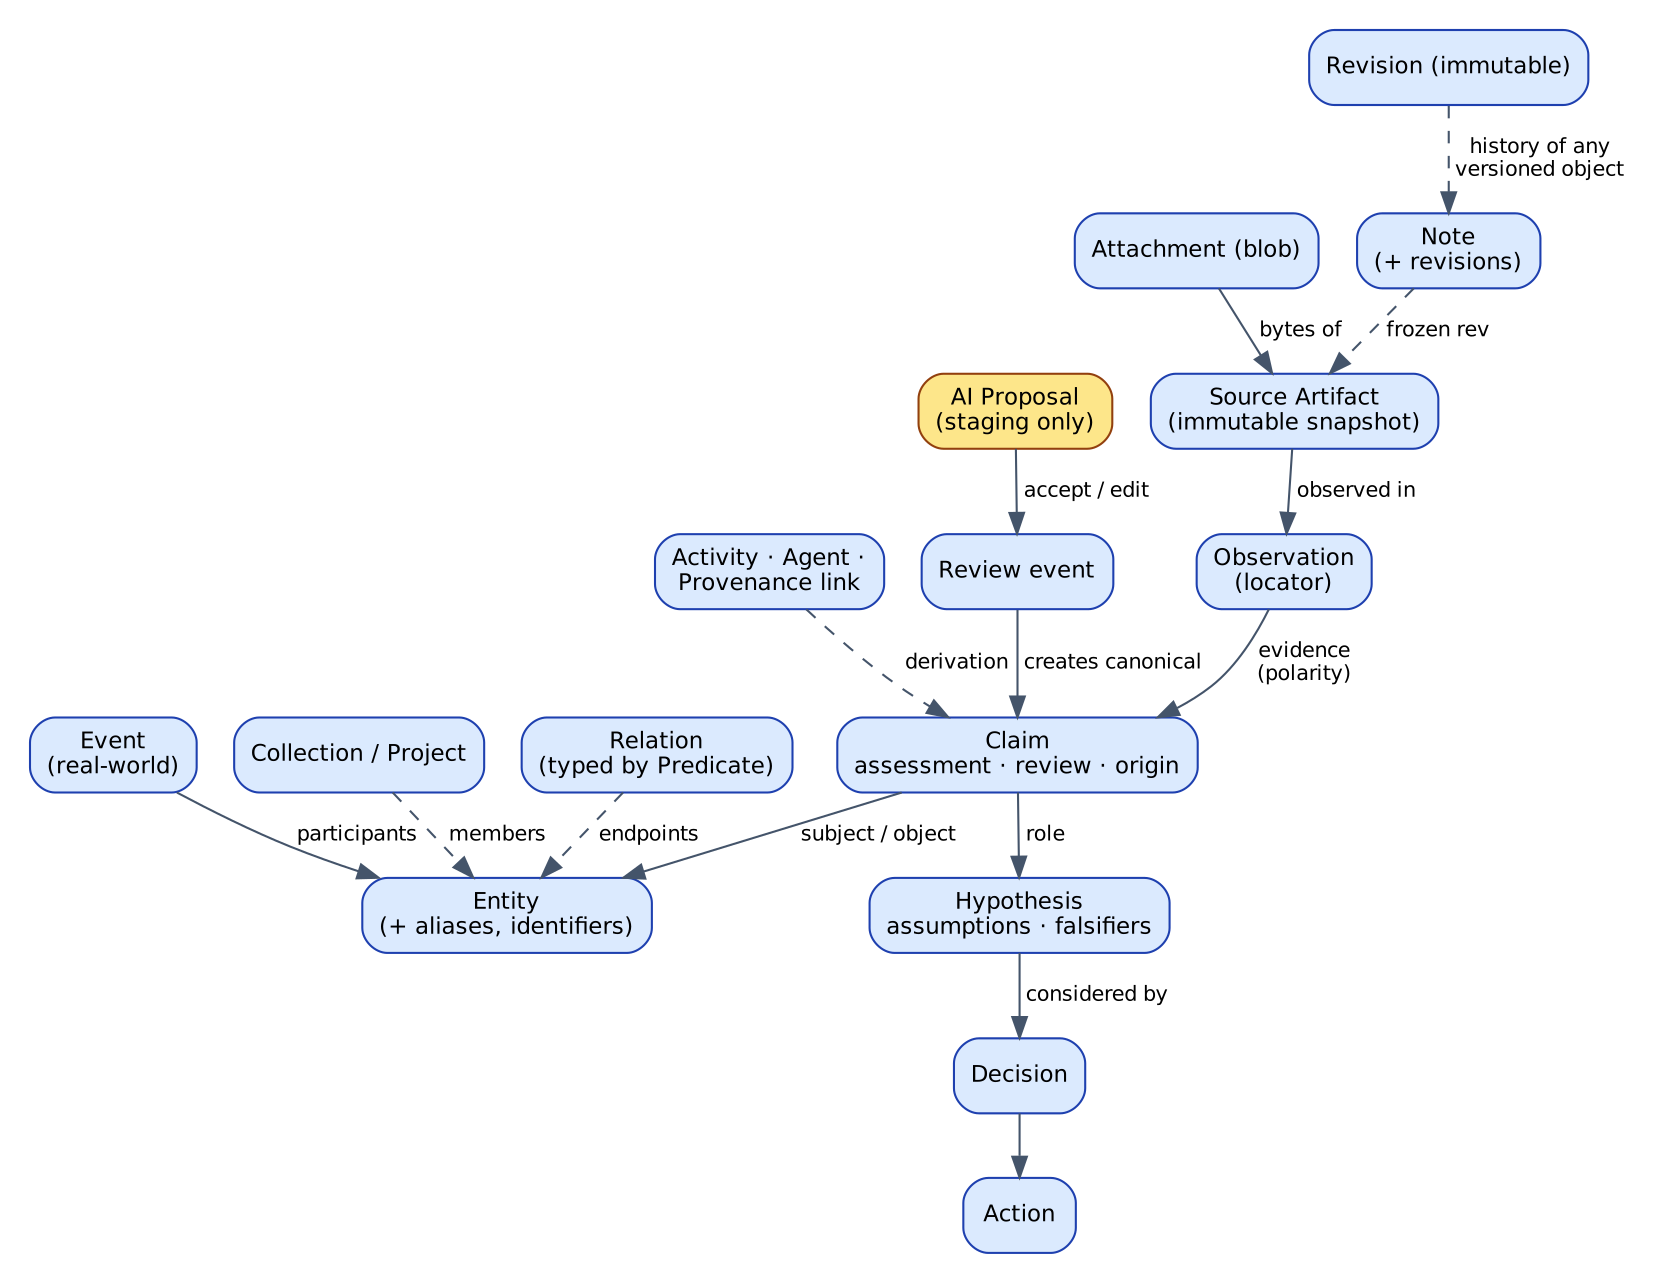 Revision (immutable)
history of any
versioned object
Attachment (blob)
Note
(+ revisions)
bytes of
frozen rev
AI Proposal
(staging only)
Source Artifact
(immutable snapshot)
accept / edit
observed in
Activity · Agent ·
Provenance link
Review event
Observation
(locator)
derivation
creates canonical
evidence
(polarity)
Event
(real-world)
Collection / Project
Relation
(typed by Predicate)
Claim
assessment · review · origin
participants
members
endpoints
subject / object
role
Entity
(+ aliases, identifiers)
Hypothesis
assumptions · falsifiers
considered by
Decision
Action